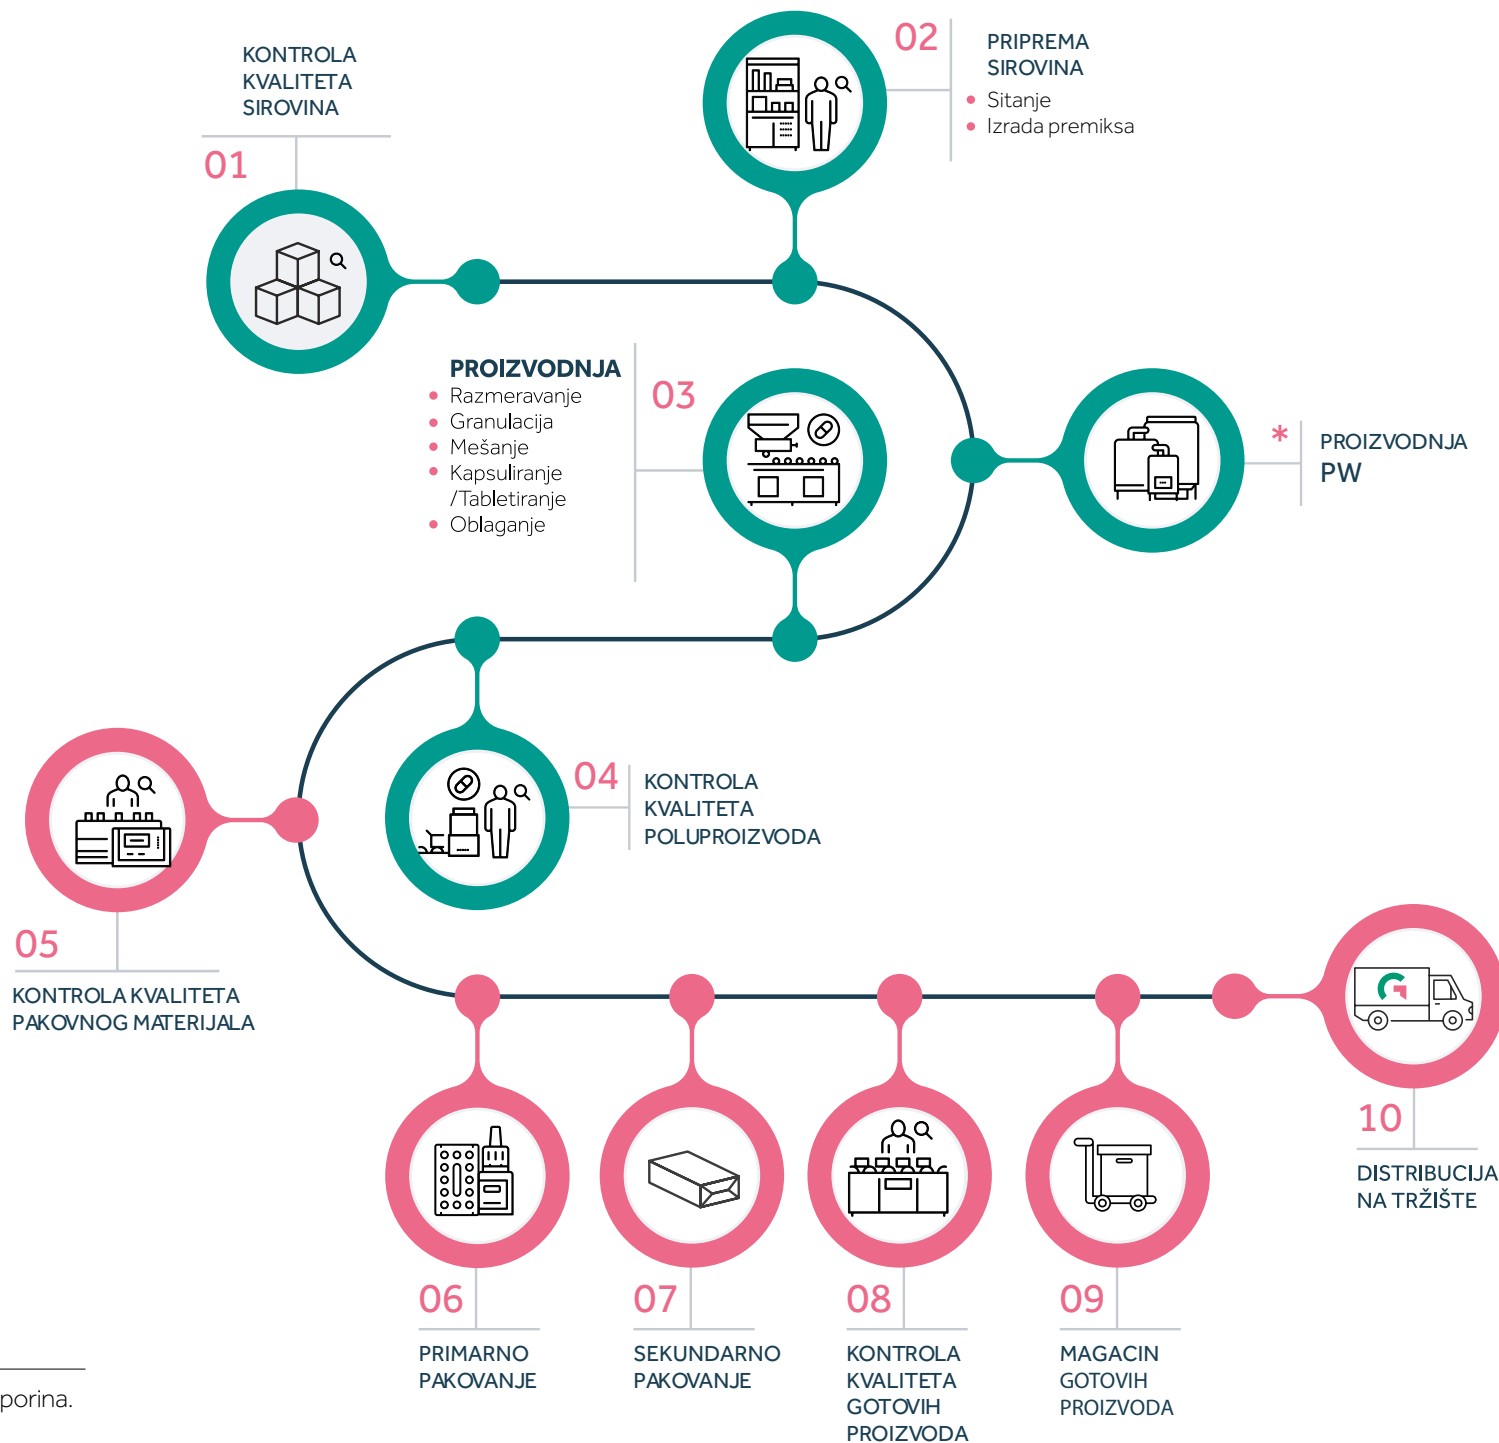 01
KONTROLA
KVALITETA
SIROVINA
02
PRIPREMA
SIROVINA
• Sitanje
• Izrada premiksa
03
PROIZVODNJA
• Razmeravanje
• Granulacija
• Mešanje
• Kapsuliranje
/Tabletiranje
• Oblaganje
*
PROIZVODNJA
PW
04
KONTROLA
KVALITETA
POLUPROIZVODA
05
KONTROLA KVALITETA
PAKOVNOG MATERIJALA
06
PRIMARNO
PAKOVANJE
07
SEKUNDARNO
PAKOVANJE
08
KONTROLA
KVALITETA
GOTOVIH
PROIZVODA
09
MAGACIN
GOTOVIH
PROIZVODA
10
DISTRIBUCIJA
NA TRŽIŠTE
porina.